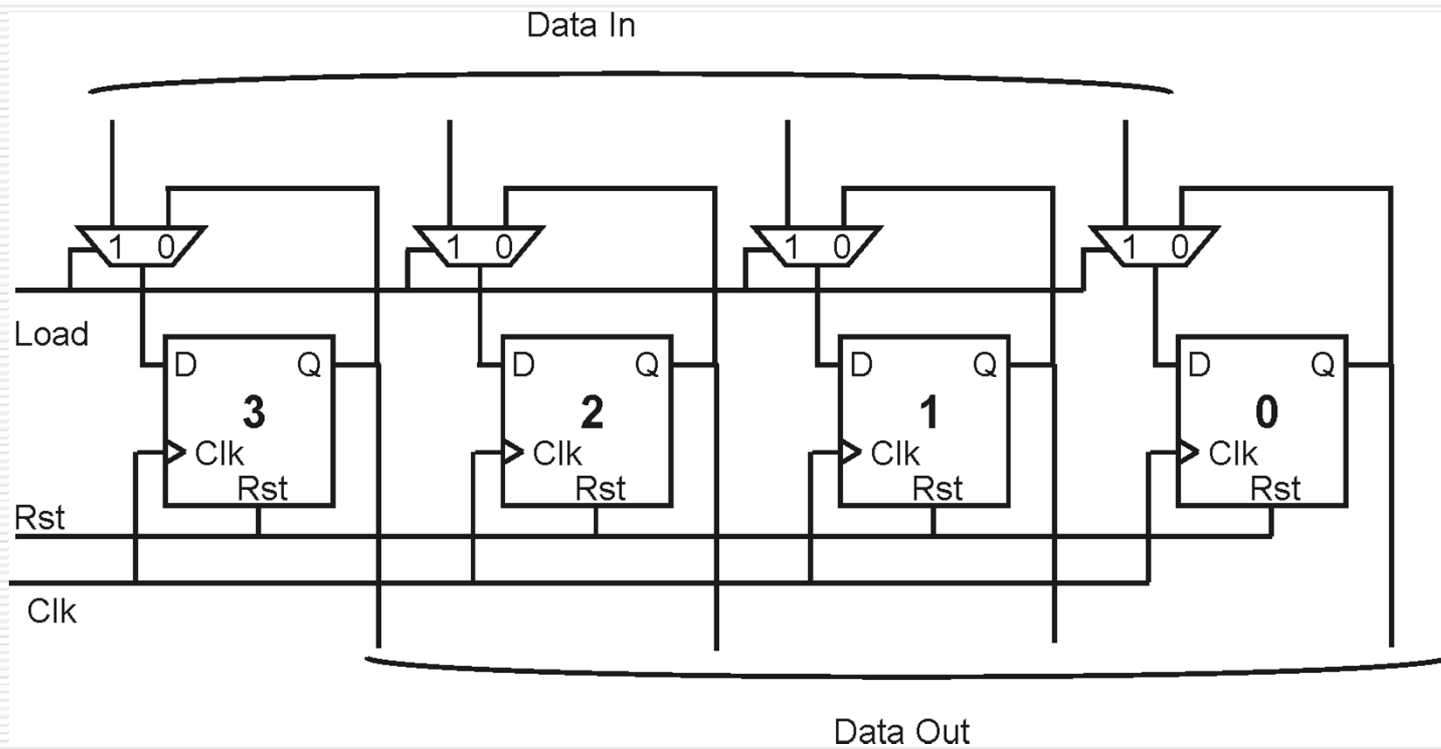 Data In
1 0 1 0 1 0 1 0
Load
D Q D Q D Q D Q
3 2 1 0
Clk Clk Clk Clk
Rst Rst Rst Rst
Rst
Clk
Data Out